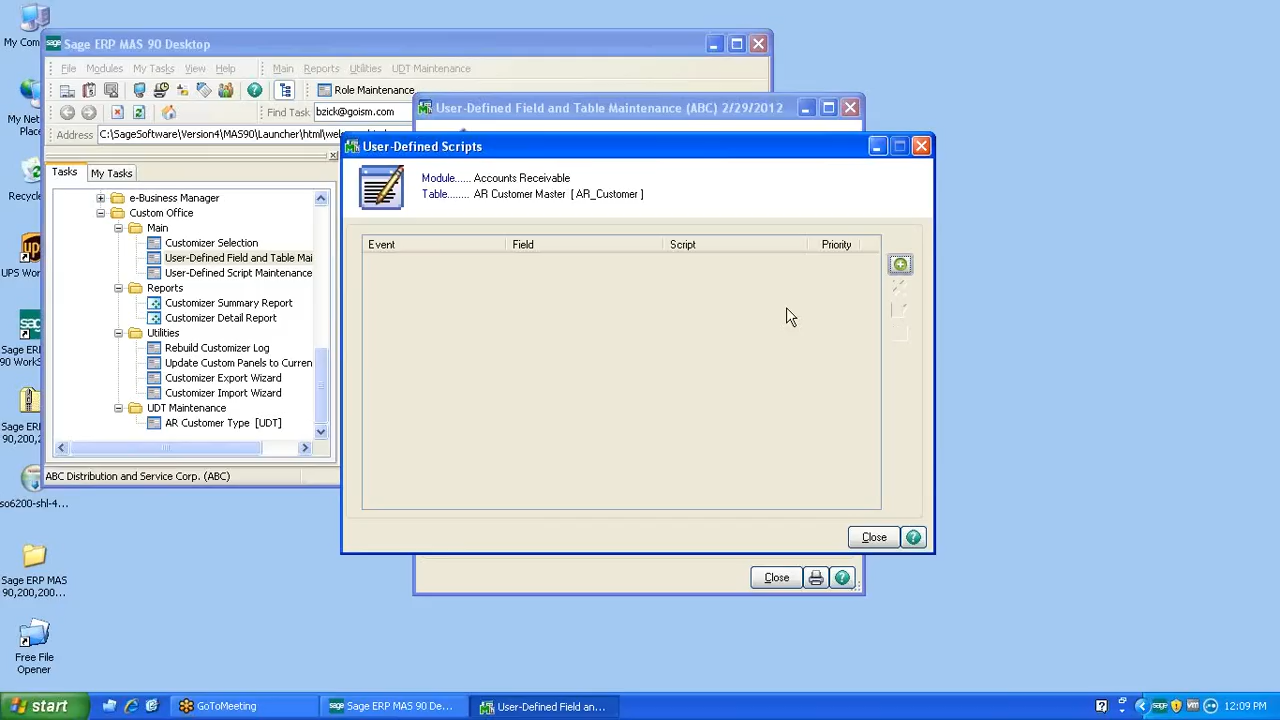 My Com
Sage ERP MAS 90 Desktop
File Modules My Tasks View Help Main Reports Utilities UDT Maintenance
Role Maintenance
My Net
Place
Find Task bzick@goism.com
Address C:\SageSoftware\Version4\MAS90\Launcher\html\
Tasks My Tasks
Recycle
UPS Wo
Sage ERP
90 WorkS
Sage ERP
90,200,2
so6200-shl-4...
e-Business Manager
Custom Office
Main
Customizer Selection
User-Defined Field and Table Mai
User-Defined Script Maintenance
Reports
Customizer Summary Report
Customizer Detail Report
Utilities
Rebuild Customizer Log
Update Custom Panels to Curren
Customizer Export Wizard
Customizer Import Wizard
UDT Maintenance
AR Customer Type [UDT]
ABC Distribution and Service Corp. (ABC)
User-Defined Field and Table Maintenance (ABC) 2/29/2012
User-Defined Scripts
Module..... Accounts Receivable
Table........ AR Customer Master [ AR_Customer ]
Event Field Script Priority
Close
Close
Sage ERP MAS
90,200,200...
Free File
Opener
start GoToMeeting Sage ERP MAS 90 De... User-Defined Field an... sage 12:09 PM